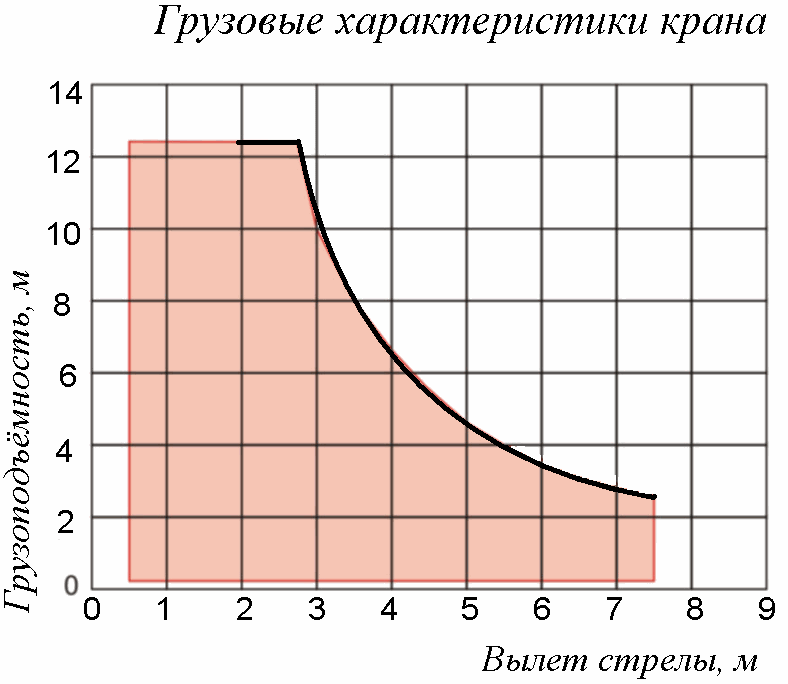 Грузовые характеристики крана
Грузоподъёмность, м
14
12
10
8
6
4
2
0
0 1 2 3 4 5 6 7 8 9
Вылет стрелы, м